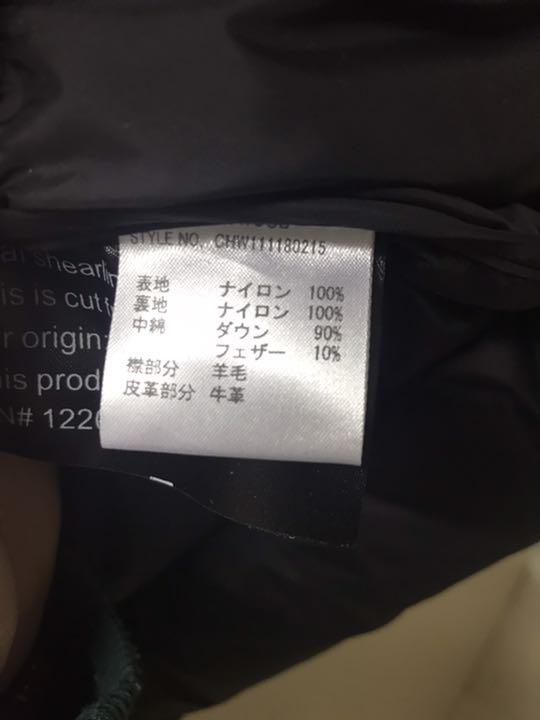 STYLE NO. CHW111180215
表地 ナイロン 100%
裏地 ナイロン 100%
中綿 ダウン 90%
フェザー 10%
襟部分 羊毛
皮革部分 牛革
al shearlin
is is cut f
r origin:
is prod
N# 1226